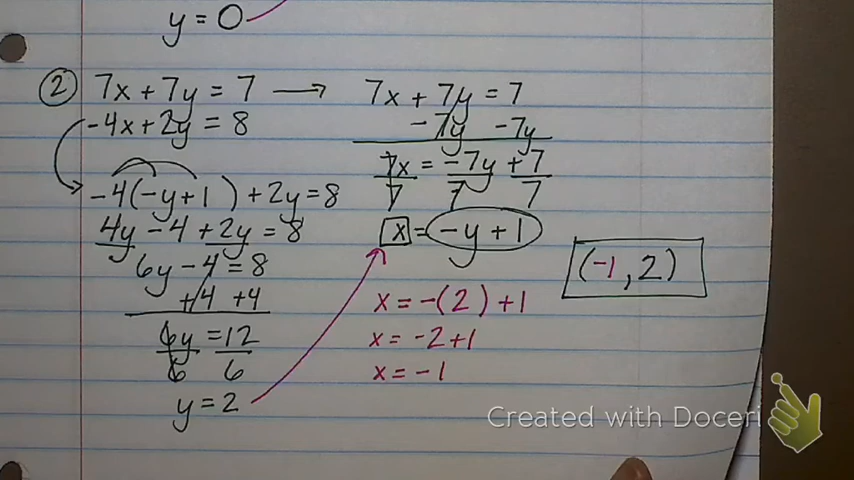 y = 0
② 7x + 7y = 7 → 7x + 7y = 7
-4x + 2y = 8
-7y -7y
7x = -7y + 7
7 7 7
-4(-y+1) + 2y = 8
4y - 4 + 2y = 8
x = -y + 1
6y - 4 = 8
+4 +4
(-1, 2)
6y = 12
6 6
y = 2
x = -(2) + 1
x = -2 + 1
x = -1
Created with Doceri